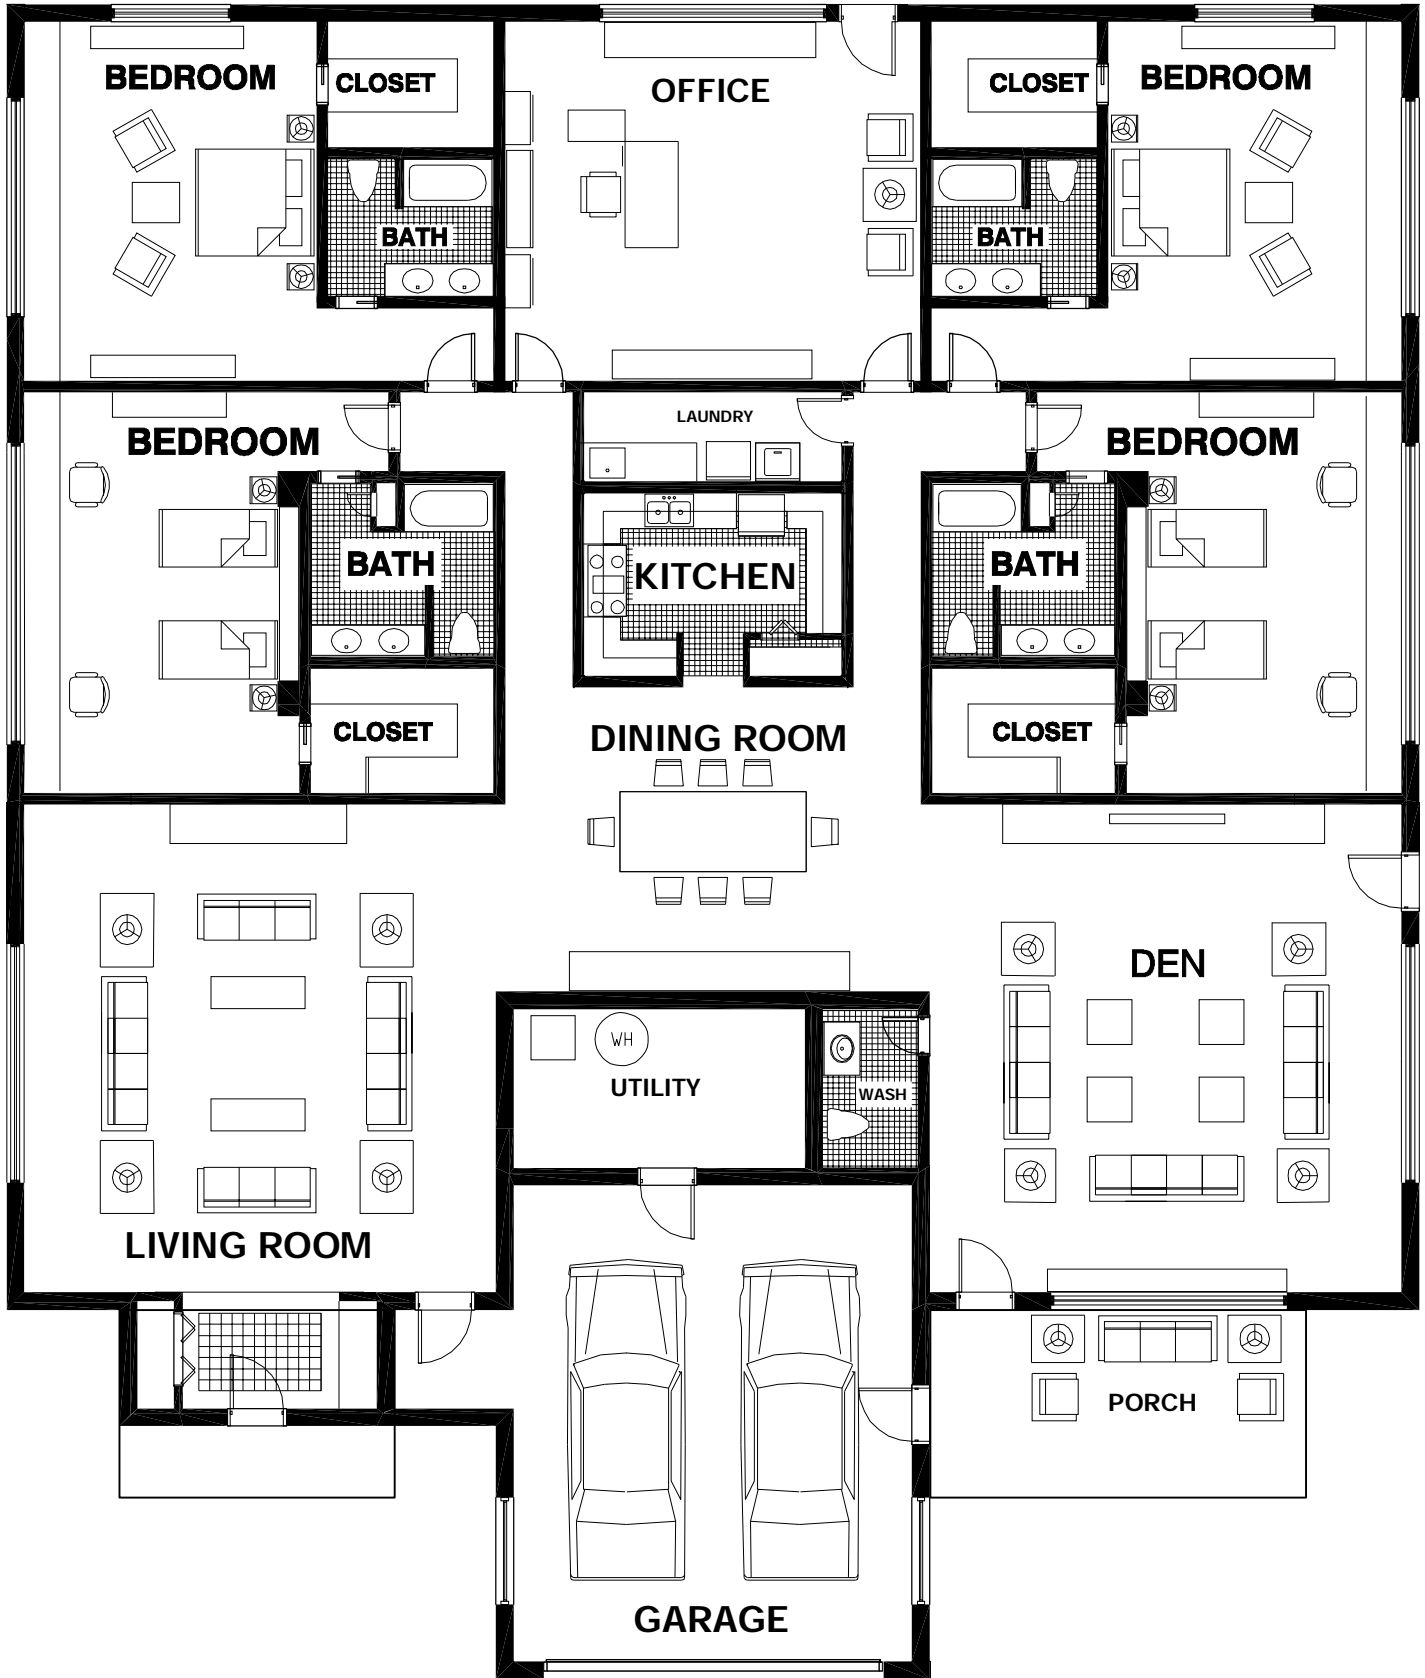 BEDROOM
CLOSET
OFFICE
CLOSET
BEDROOM
BATH
BATH
LAUNDRY
BEDROOM
BEDROOM
BATH
KITCHEN
BATH
CLOSET
DINING ROOM
CLOSET
DEN
WH
UTILITY
WASH
LIVING ROOM
PORCH
GARAGE